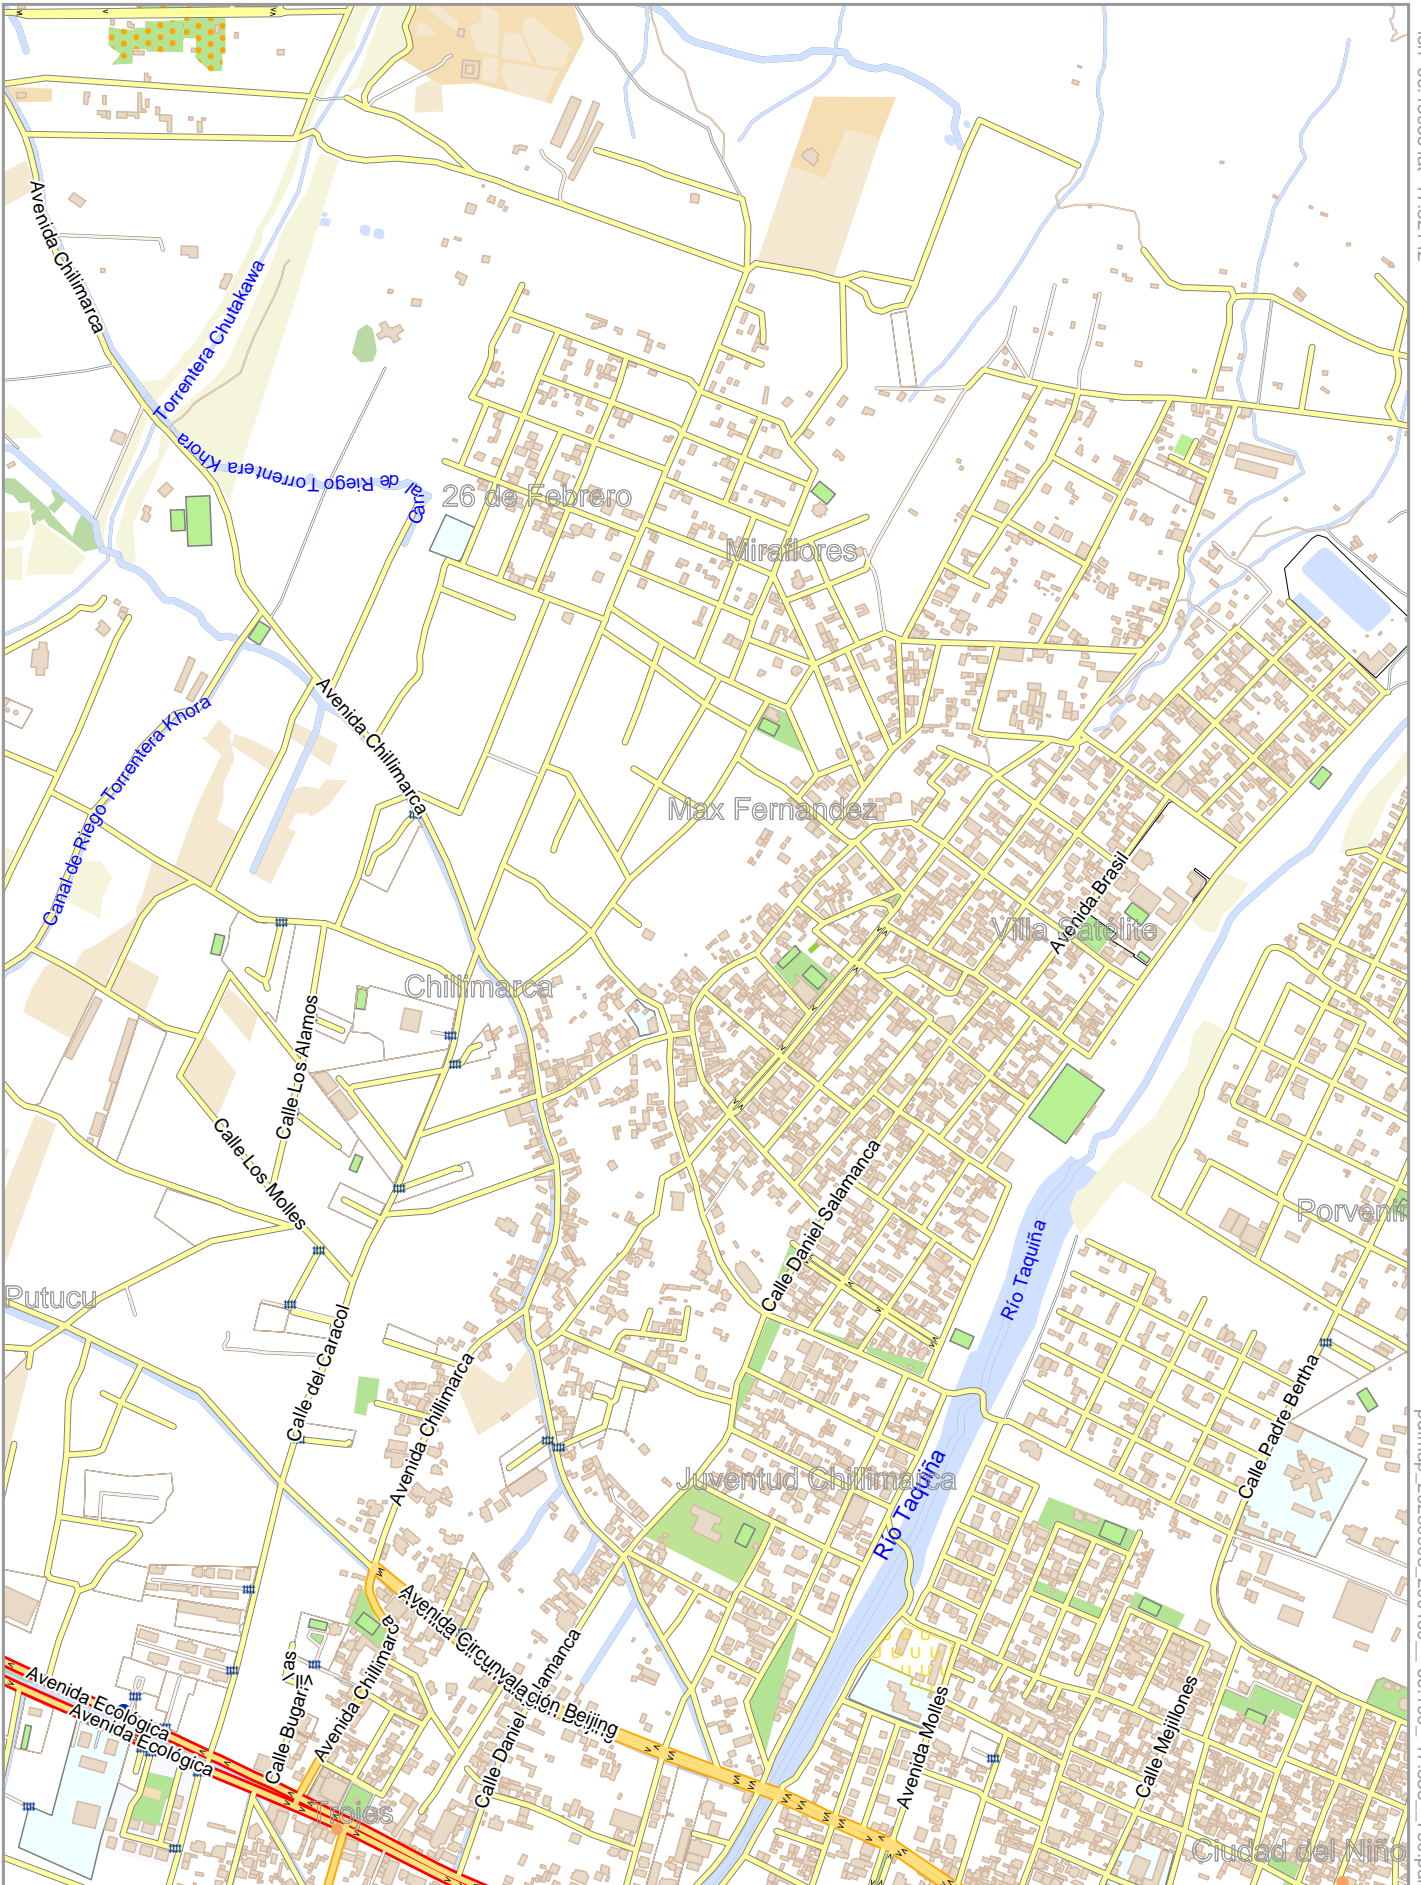 Avenida Chilimarca
Torrentera Chutakawa
Canal de Riego Torrentera Khora
26 de Febrero
Miraflores
Avenida Chillimarca
Canal de Riego Torrentera Khora
Max Fernandez
Avenida Brasil
Villa Satélite
Chillimarca
Calle Los Alamos
Calle Los Molles
Calle Daniel Salamanca
Porvenir
Río Taquiña
Putucu
Calle del Caracol
Avenida Chillimarca
Calle Padre Bertha
Juventud Chillimarca
Río Taquiña
Avenida Circunvalación Beijing
Avenida Chillimarca
Avenida Ecológica
Avenida Ecológica
Calle Daniel Salamanca
Avenida Molles
Calle Mejillones
Trojes
Ciudad del Niño